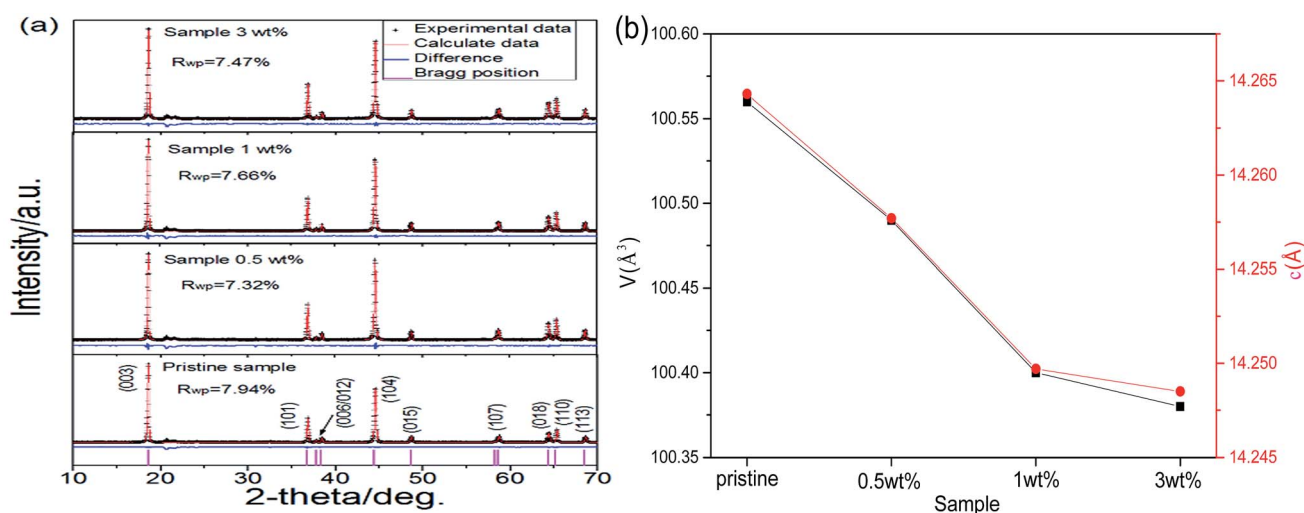 (a)
Sample 3 wt%
Rwp=7.47%
Experimental data
Calculate data
Difference
Bragg position
Sample 1 wt%
Rwp=7.66%
Sample 0.5 wt%
Rwp=7.32%
Pristine sample
Rwp=7.94%
(003)
(101)
(006/012)
(104)
(015)
(107)
(018)
(110)
(113)
Intensity/a.u.
10 20 30 40 50 60 70
2-theta/deg.
(b)
100.60
100.55
100.50
100.45
100.40
100.35
V(Å³)
14.265
14.260
14.255
14.250
14.245
c(Å)
pristine 0.5wt% 1wt% 3wt%
Sample